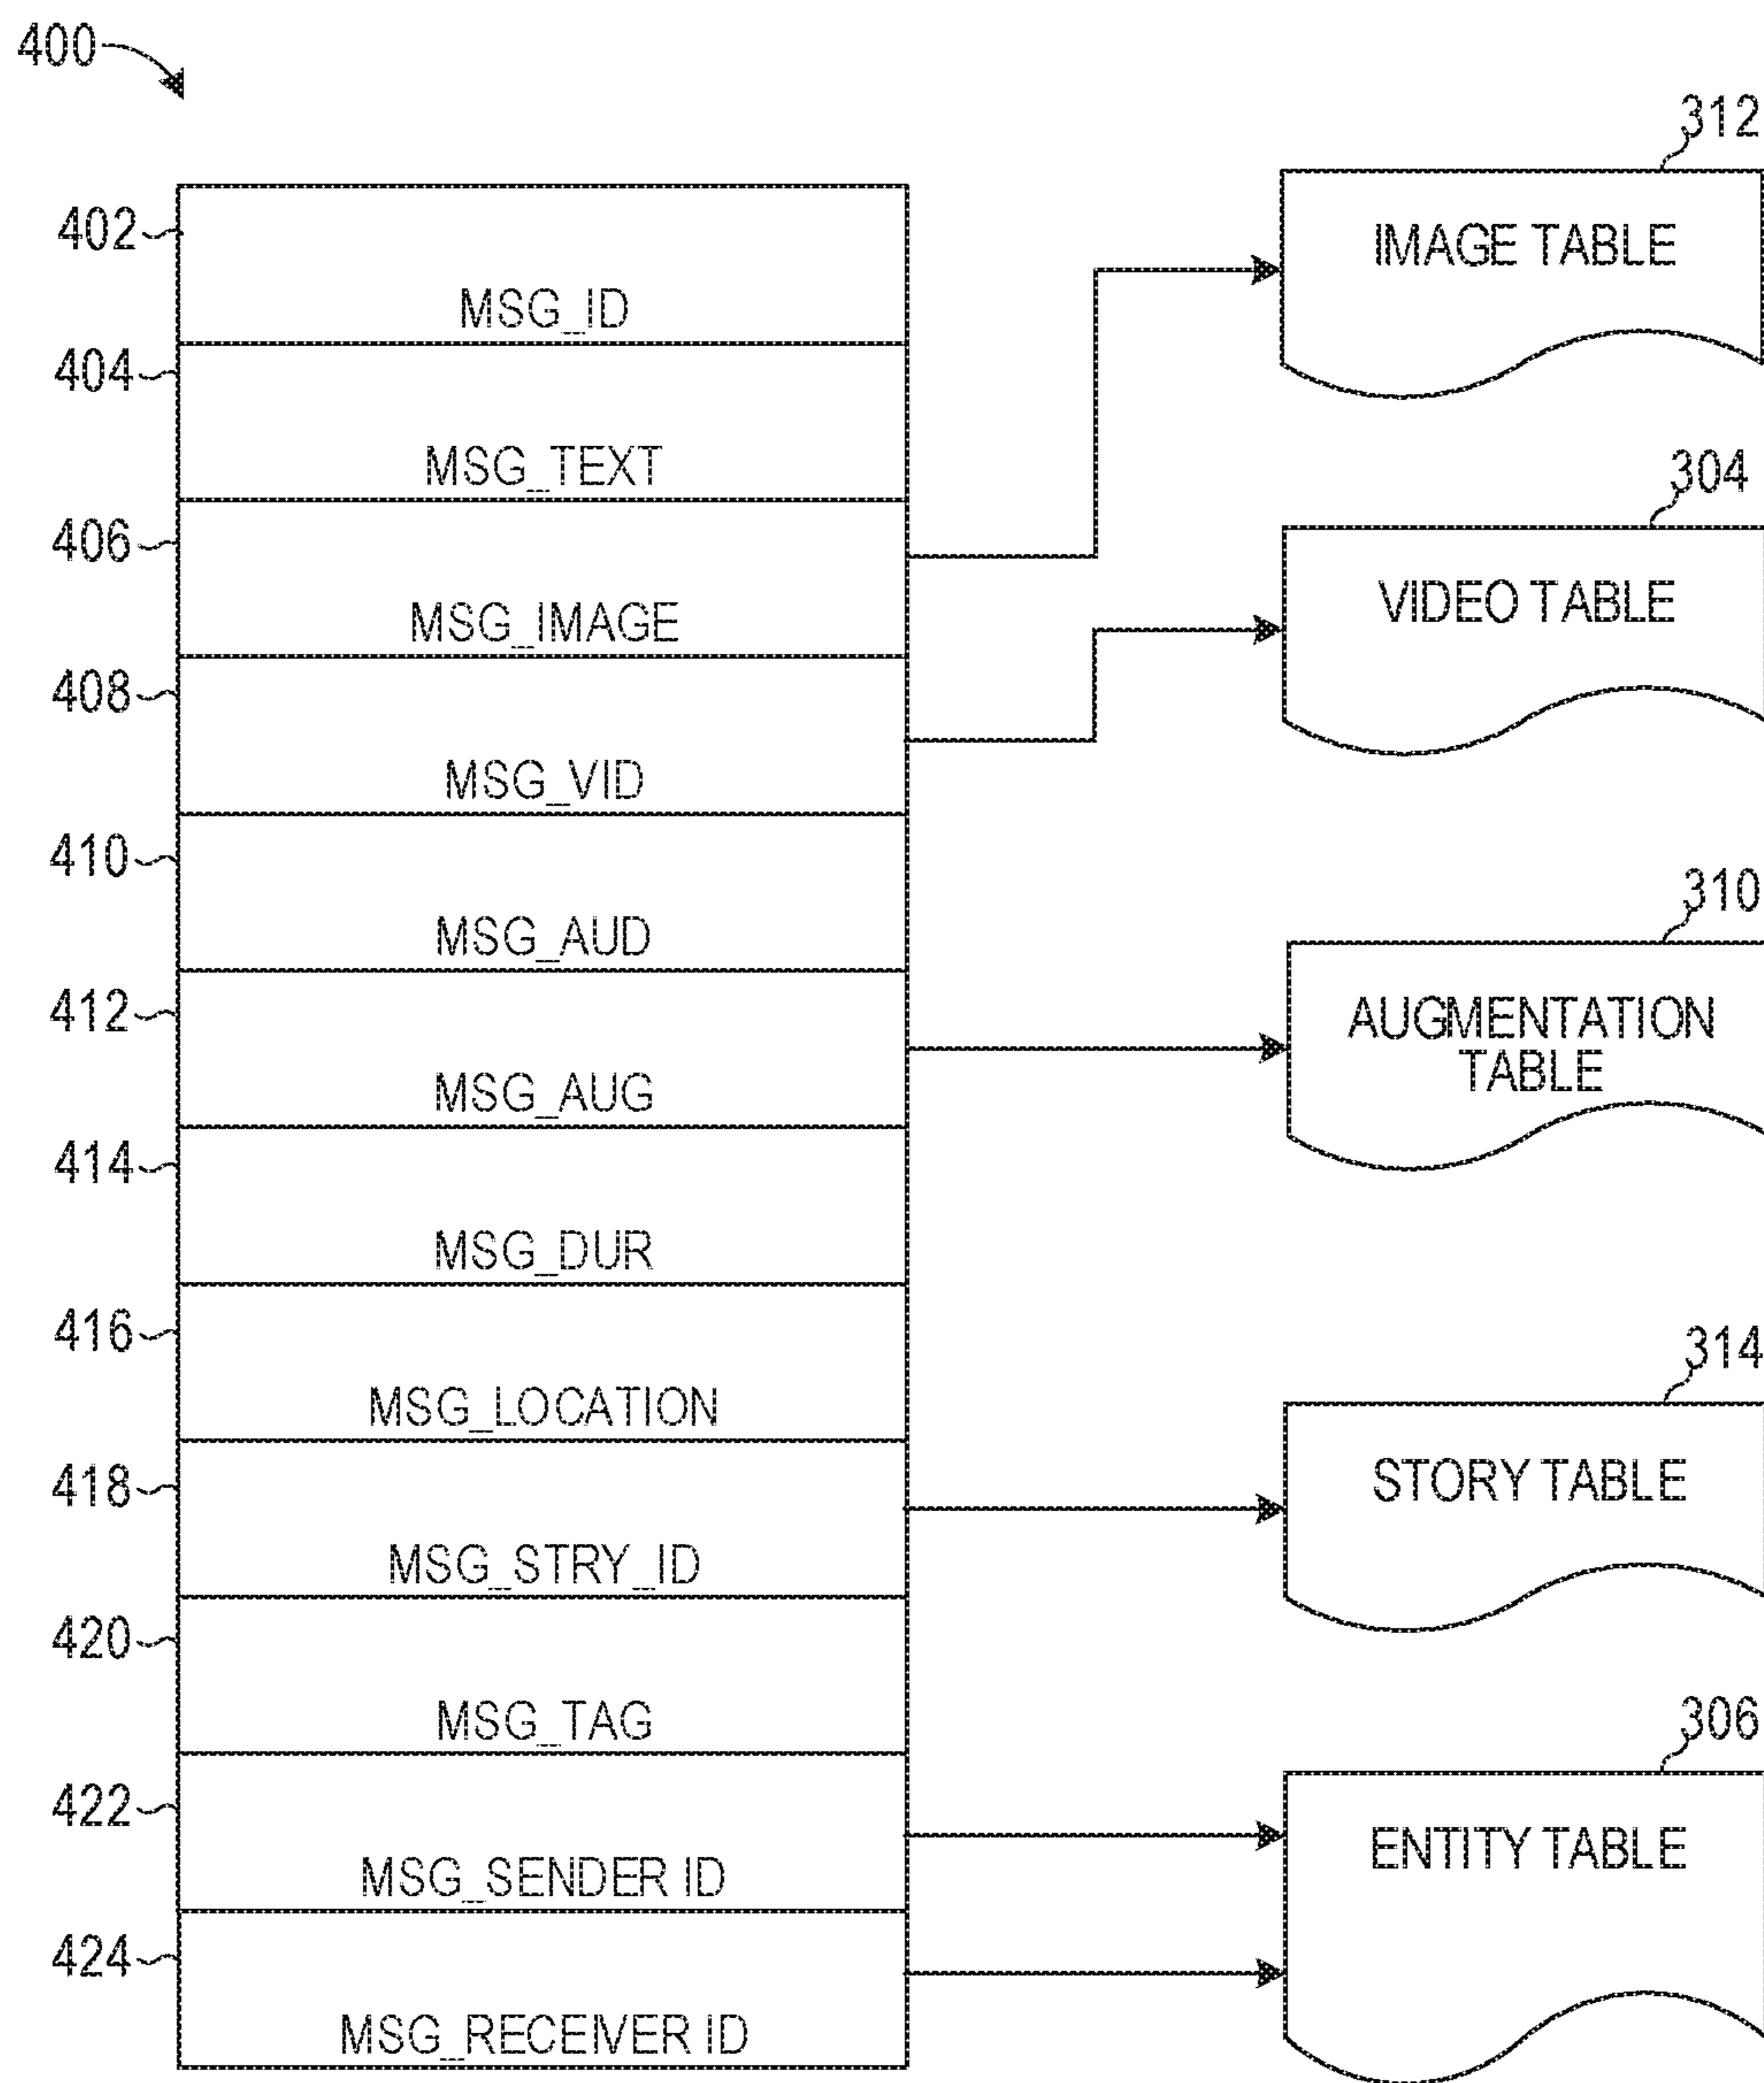 400
402
MSG_ID
404
MSG_TEXT
406
MSG_IMAGE
408
MSG_VID
410
MSG_AUD
412
MSG_AUG
414
MSG_DUR
416
MSG_LOCATION
418
MSG_STRY_ID
420
MSG_TAG
422
MSG_SENDER ID
424
MSG_RECEIVER ID
312
IMAGE TABLE
304
VIDEO TABLE
310
AUGMENTATION
TABLE
314
STORY TABLE
306
ENTITY TABLE